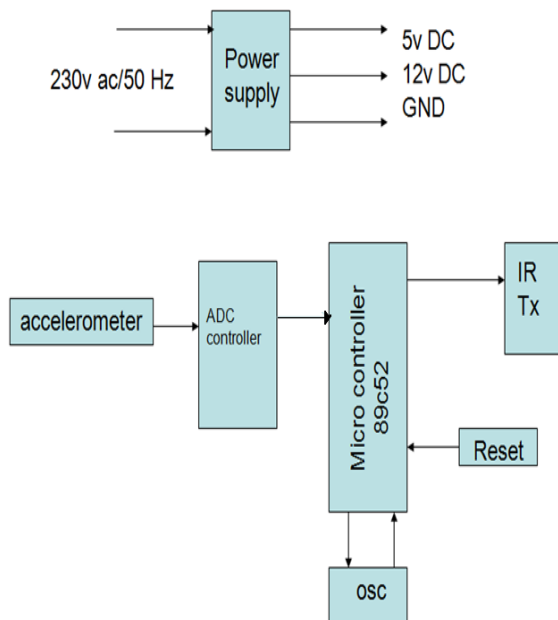 230v ac/50 Hz
Power
supply
5v DC
12v DC
GND
accelerometer
ADC
controller
Micro controller
89c52
IR
Tx
Reset
osc